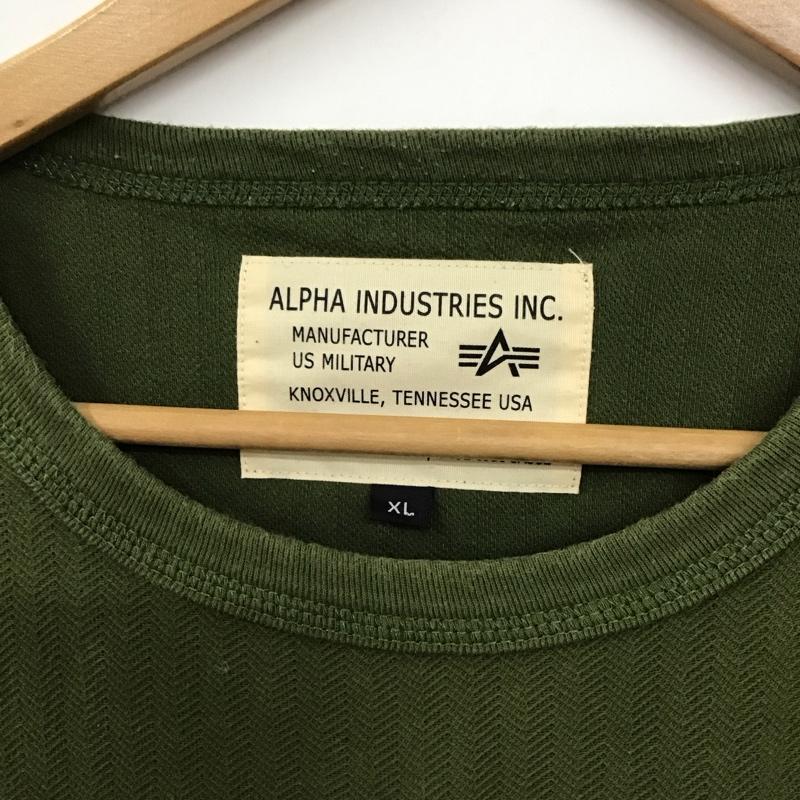 ALPHA INDUSTRIES INC.
MANUFACTURER
US MILITARY
KNOXVILLE, TENNESSEE USA
XL